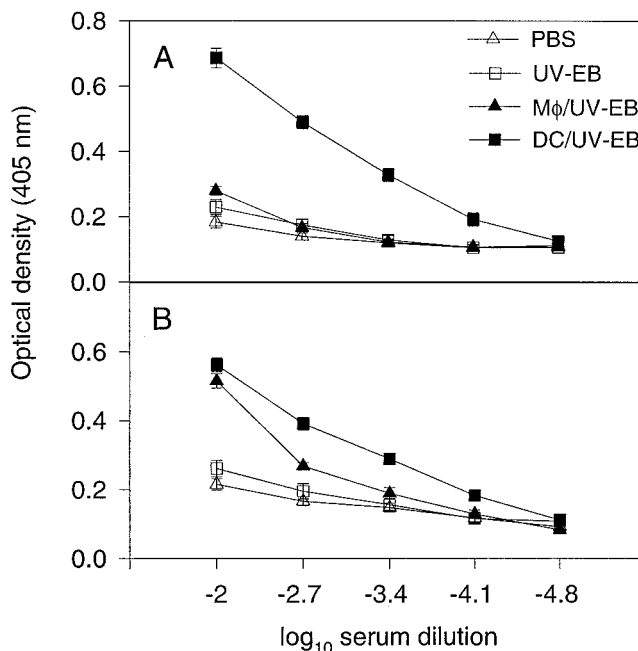 Optical density (405 nm)
A
0.8
0.6
0.4
0.2
0.0
PBS
UV-EB
Mϕ/UV-EB
DC/UV-EB
B
0.6
0.4
0.2
0.0
-2 -2.7 -3.4 -4.1 -4.8
log₁₀ serum dilution